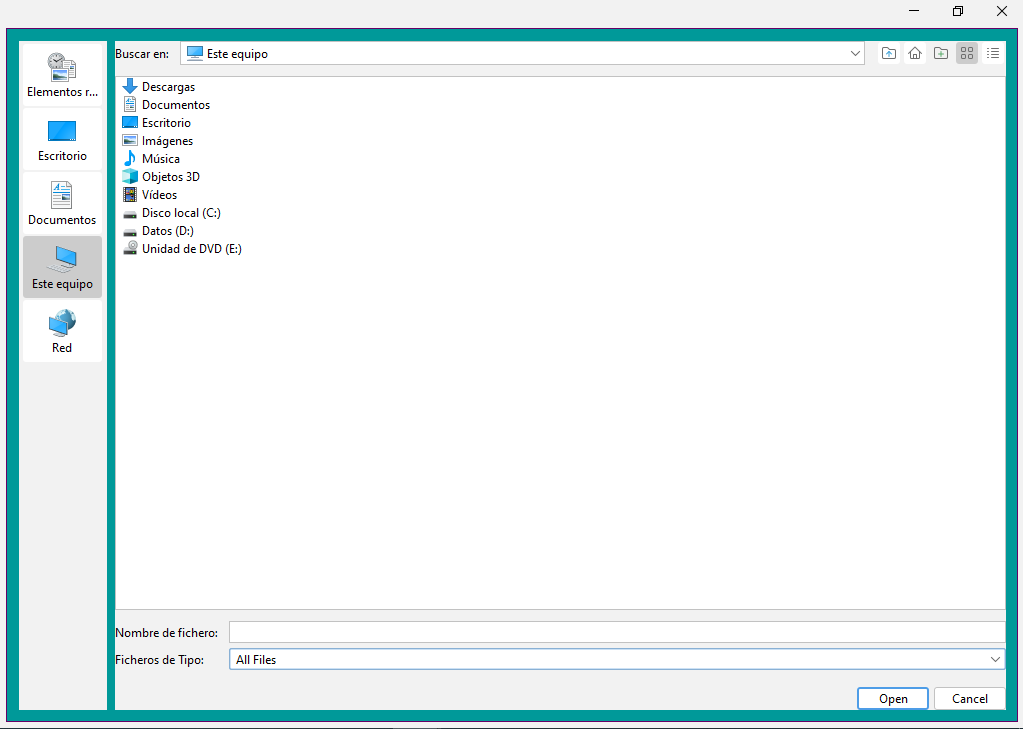 Buscar en: Este equipo
Elementos r...
Escritorio
Documentos
Este equipo
Red
Descargas
Documentos
Escritorio
Imágenes
Música
Objetos 3D
Vídeos
Disco local (C:)
Datos (D:)
Unidad de DVD (E:)
Nombre de fichero:
Ficheros de Tipo: All Files
Open Cancel